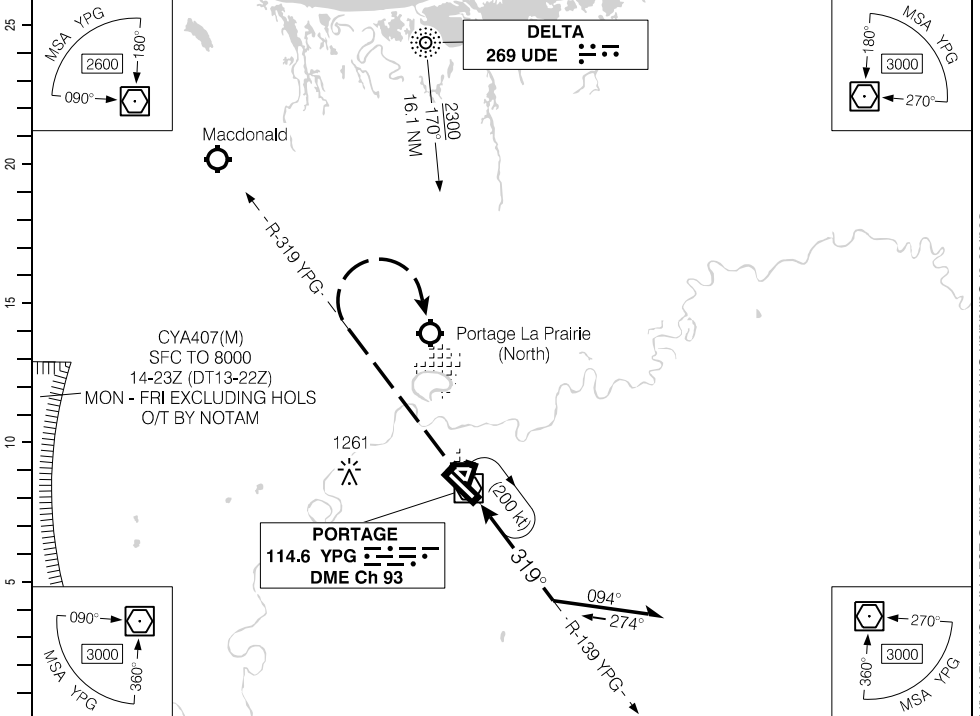 25
20
15
10
5
MSA YPG
180°
2600
090°
DELTA
269 UDE
MSA YPG
180°
3000
270°
2300
170°
16.1 NM
Macdonald
R-319 YPG
Portage La Prairie
(North)
CYA407(M)
SFC TO 8000
14-23Z (DT13-22Z)
MON - FRI EXCLUDING HOLS
O/T BY NOTAM
1261
(200 kt)
PORTAGE
114.6 YPG
DME Ch 93
319°
094°
274°
R-139 YPG
090°
3000
360°
MSA YPG
270°
3000
360°
MSA YPG